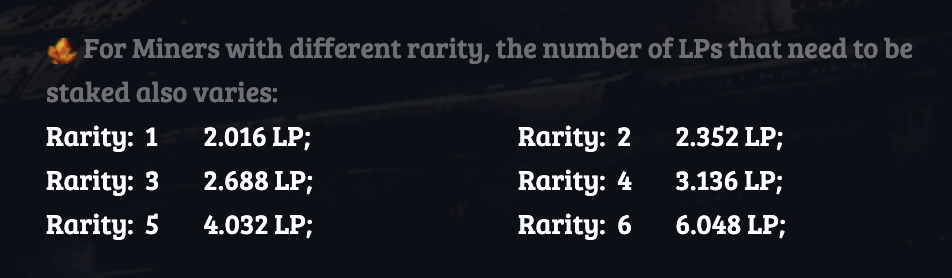 For Miners with different rarity, the number of LPs that need to be
staked also varies:
Rarity: 1 2.016 LP; Rarity: 2 2.352 LP;
Rarity: 3 2.688 LP; Rarity: 4 3.136 LP;
Rarity: 5 4.032 LP; Rarity: 6 6.048 LP;